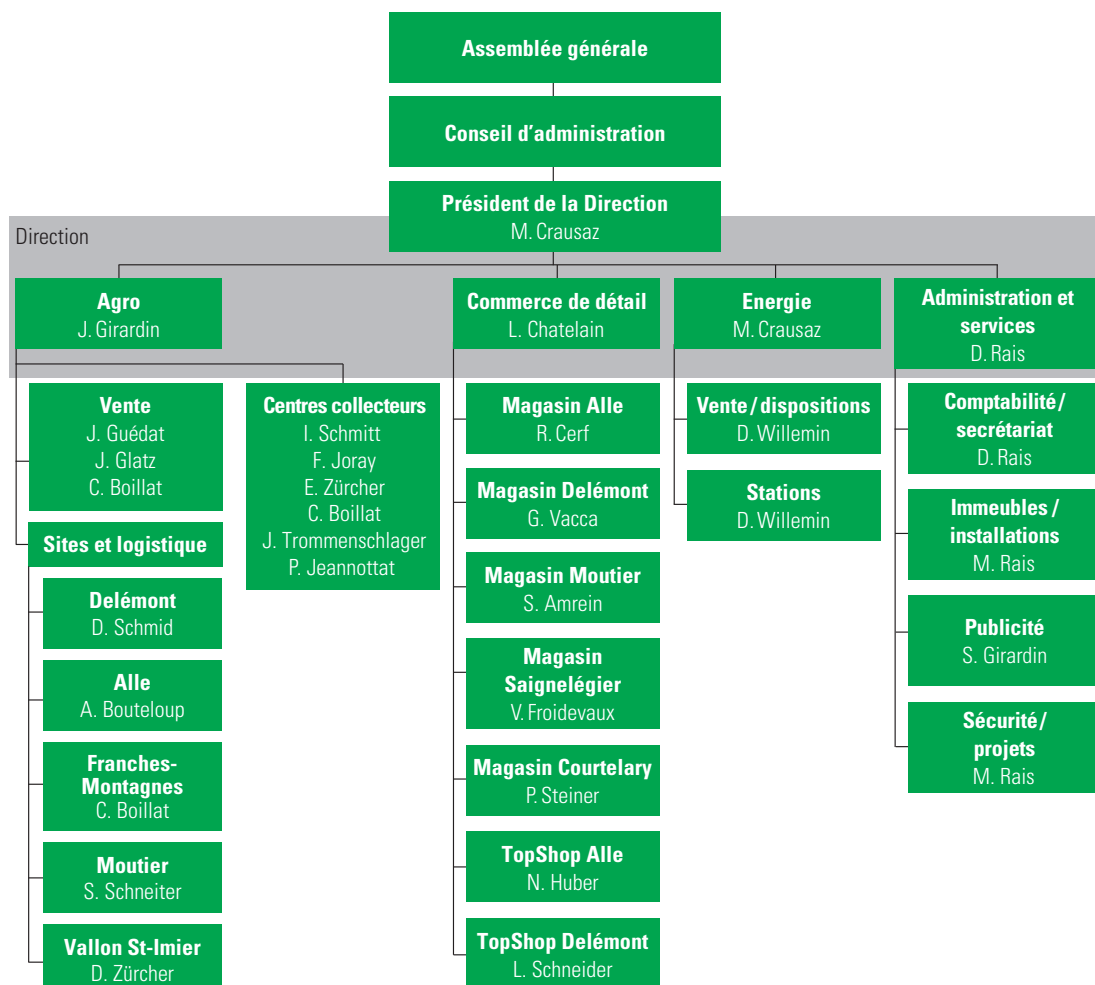 Assemblée générale
Conseil d'administration
Président de la Direction
M. Crausaz
Direction
Agro
J. Girardin
Commerce de détail
L. Chatelain
Energie
M. Crausaz
Administration et
services
D. Rais
Vente
J. Guédat
J. Glatz
C. Boillat
Sites et logistique
Delémont
D. Schmid
Alle
A. Bouteloup
Franches-
Montagnes
C. Boillat
Moutier
S. Schneiter
Vallon St-Imier
D. Zürcher
Centres collecteurs
I. Schmitt
F. Joray
E. Zürcher
C. Boillat
J. Trommenschlager
P. Jeannottat
Magasin Alle
R. Cerf
Magasin Delémont
G. Vacca
Magasin Moutier
S. Amrein
Magasin
Saignelégier
V. Froidevaux
Magasin Courtelary
P. Steiner
TopShop Alle
N. Huber
TopShop Delémont
L. Schneider
Vente / dispositions
D. Willemin
Stations
D. Willemin
Comptabilité /
secrétariat
D. Rais
Immeubles /
installations
M. Rais
Publicité
S. Girardin
Sécurité /
projets
M. Rais